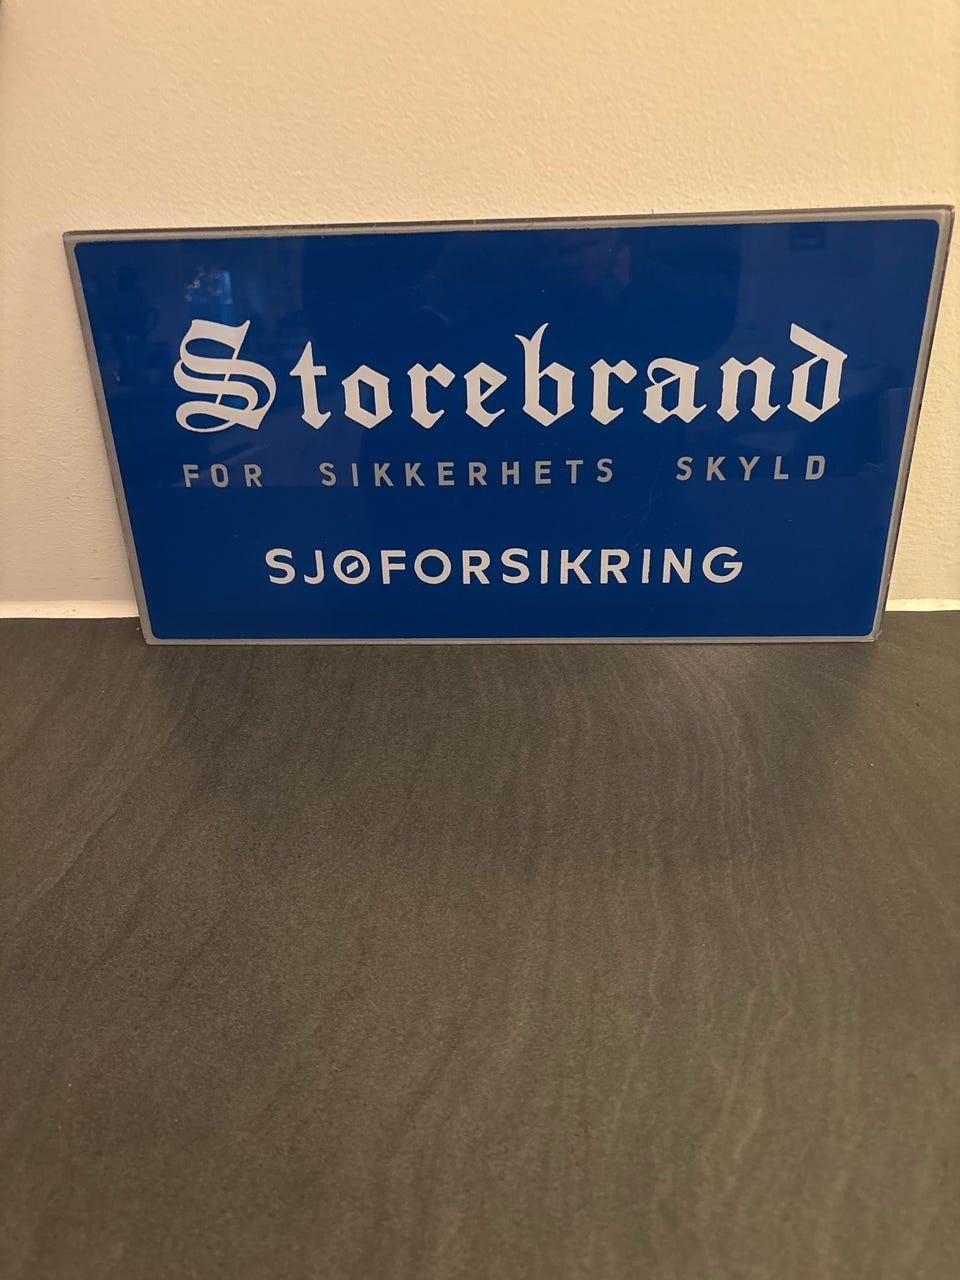 Storebrand
FOR SIKKERHETS SKYLD
SJØFORSIKRING